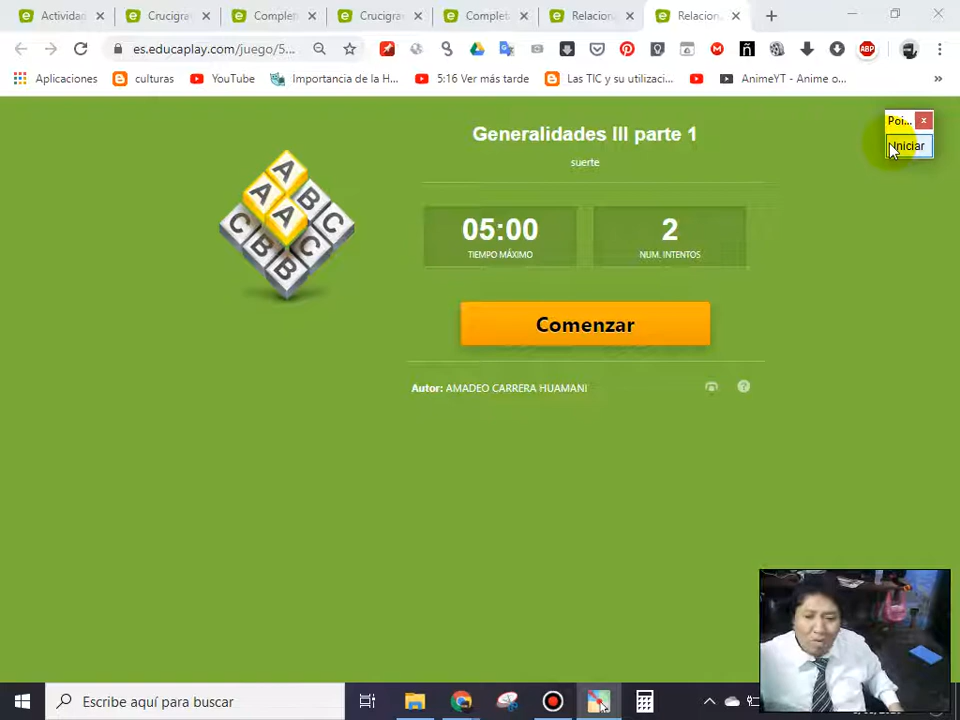 Actividad
Crucigra
Complet
Crucigra
Complet
Relacion
Relacion
es.educaplay.com/juego/5...
Aplicaciones
culturas
YouTube
Importancia de la H...
5:16 Ver más tarde
Las TIC y su utilizaci...
AnimeYT - Anime o...
»
Generalidades III parte 1
suerte
Poi...
Iniciar
05:00
TIEMPO MÁXIMO
2
NUM. INTENTOS
Comenzar
Autor: AMADEO CARRERA HUAMANI
A
A
B
A
C
C
B
C
B
Escribe aquí para buscar